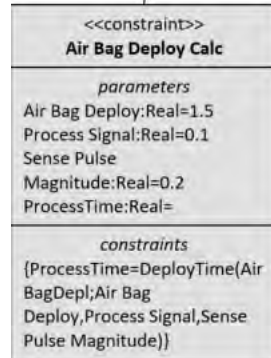 <<constraint>>
Air Bag Deploy Calc
parameters
Air Bag Deploy:Real=1.5
Process Signal:Real=0.1
Sense Pulse
Magnitude:Real=0.2
ProcessTime:Real=
constraints
{ProcessTime=DeployTime(Air
BagDepl;Air Bag
Deploy,Process Signal,Sense
Pulse Magnitude)}